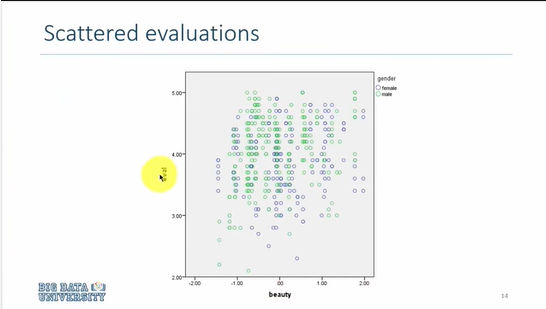 Scattered evaluations
gender
female
male
5.00
4.00
eval
3.00
2.00
-2.00 -1.00 .00 1.00 2.00
beauty
BIG DATA
UNIVERSITY
14